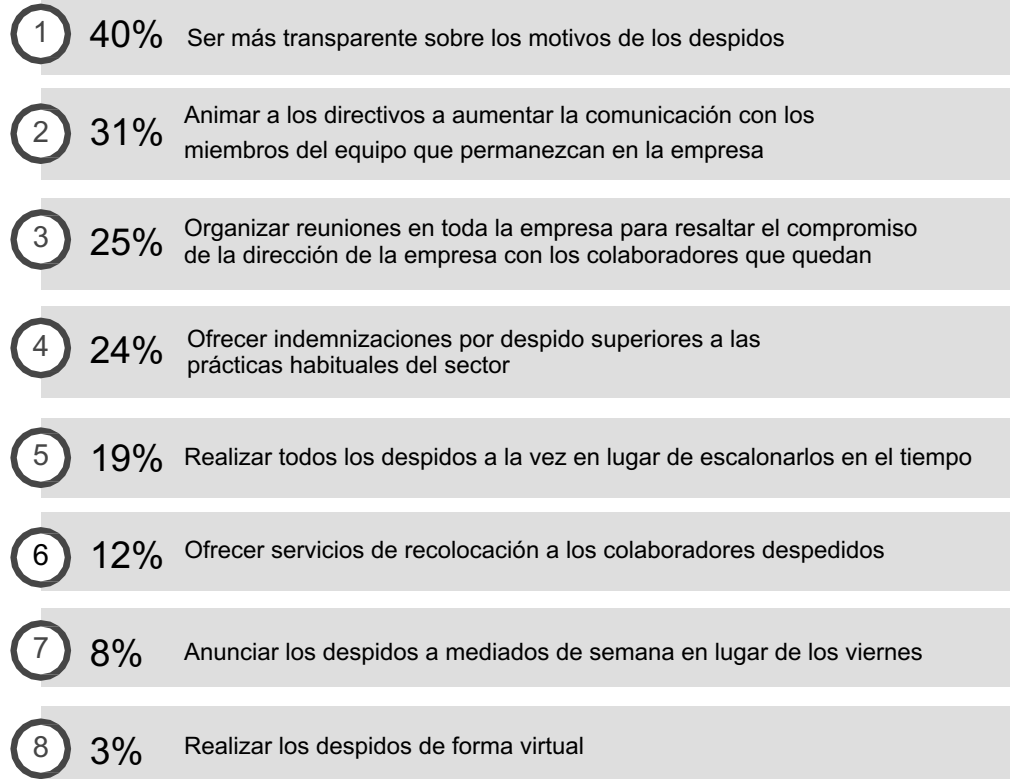 1 40% Ser más transparente sobre los motivos de los despidos
2 31% Animar a los directivos a aumentar la comunicación con los
miembros del equipo que permanezcan en la empresa
3 25% Organizar reuniones en toda la empresa para resaltar el compromiso
de la dirección de la empresa con los colaboradores que quedan
4 24% Ofrecer indemnizaciones por despido superiores a las
prácticas habituales del sector
5 19% Realizar todos los despidos a la vez en lugar de escalonarlos en el tiempo
6 12% Ofrecer servicios de recolocación a los colaboradores despedidos
7 8% Anunciar los despidos a mediados de semana en lugar de los viernes
8 3% Realizar los despidos de forma virtual